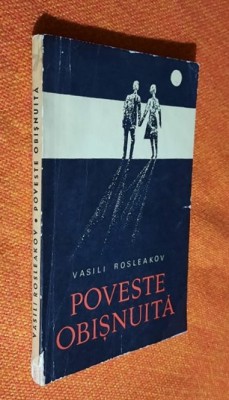 VASILI ROSLEAKOV
POVESTE
OBIȘNUITĂ
VASILI ROSLEAKOV • POVESTE OBIȘNUITĂ